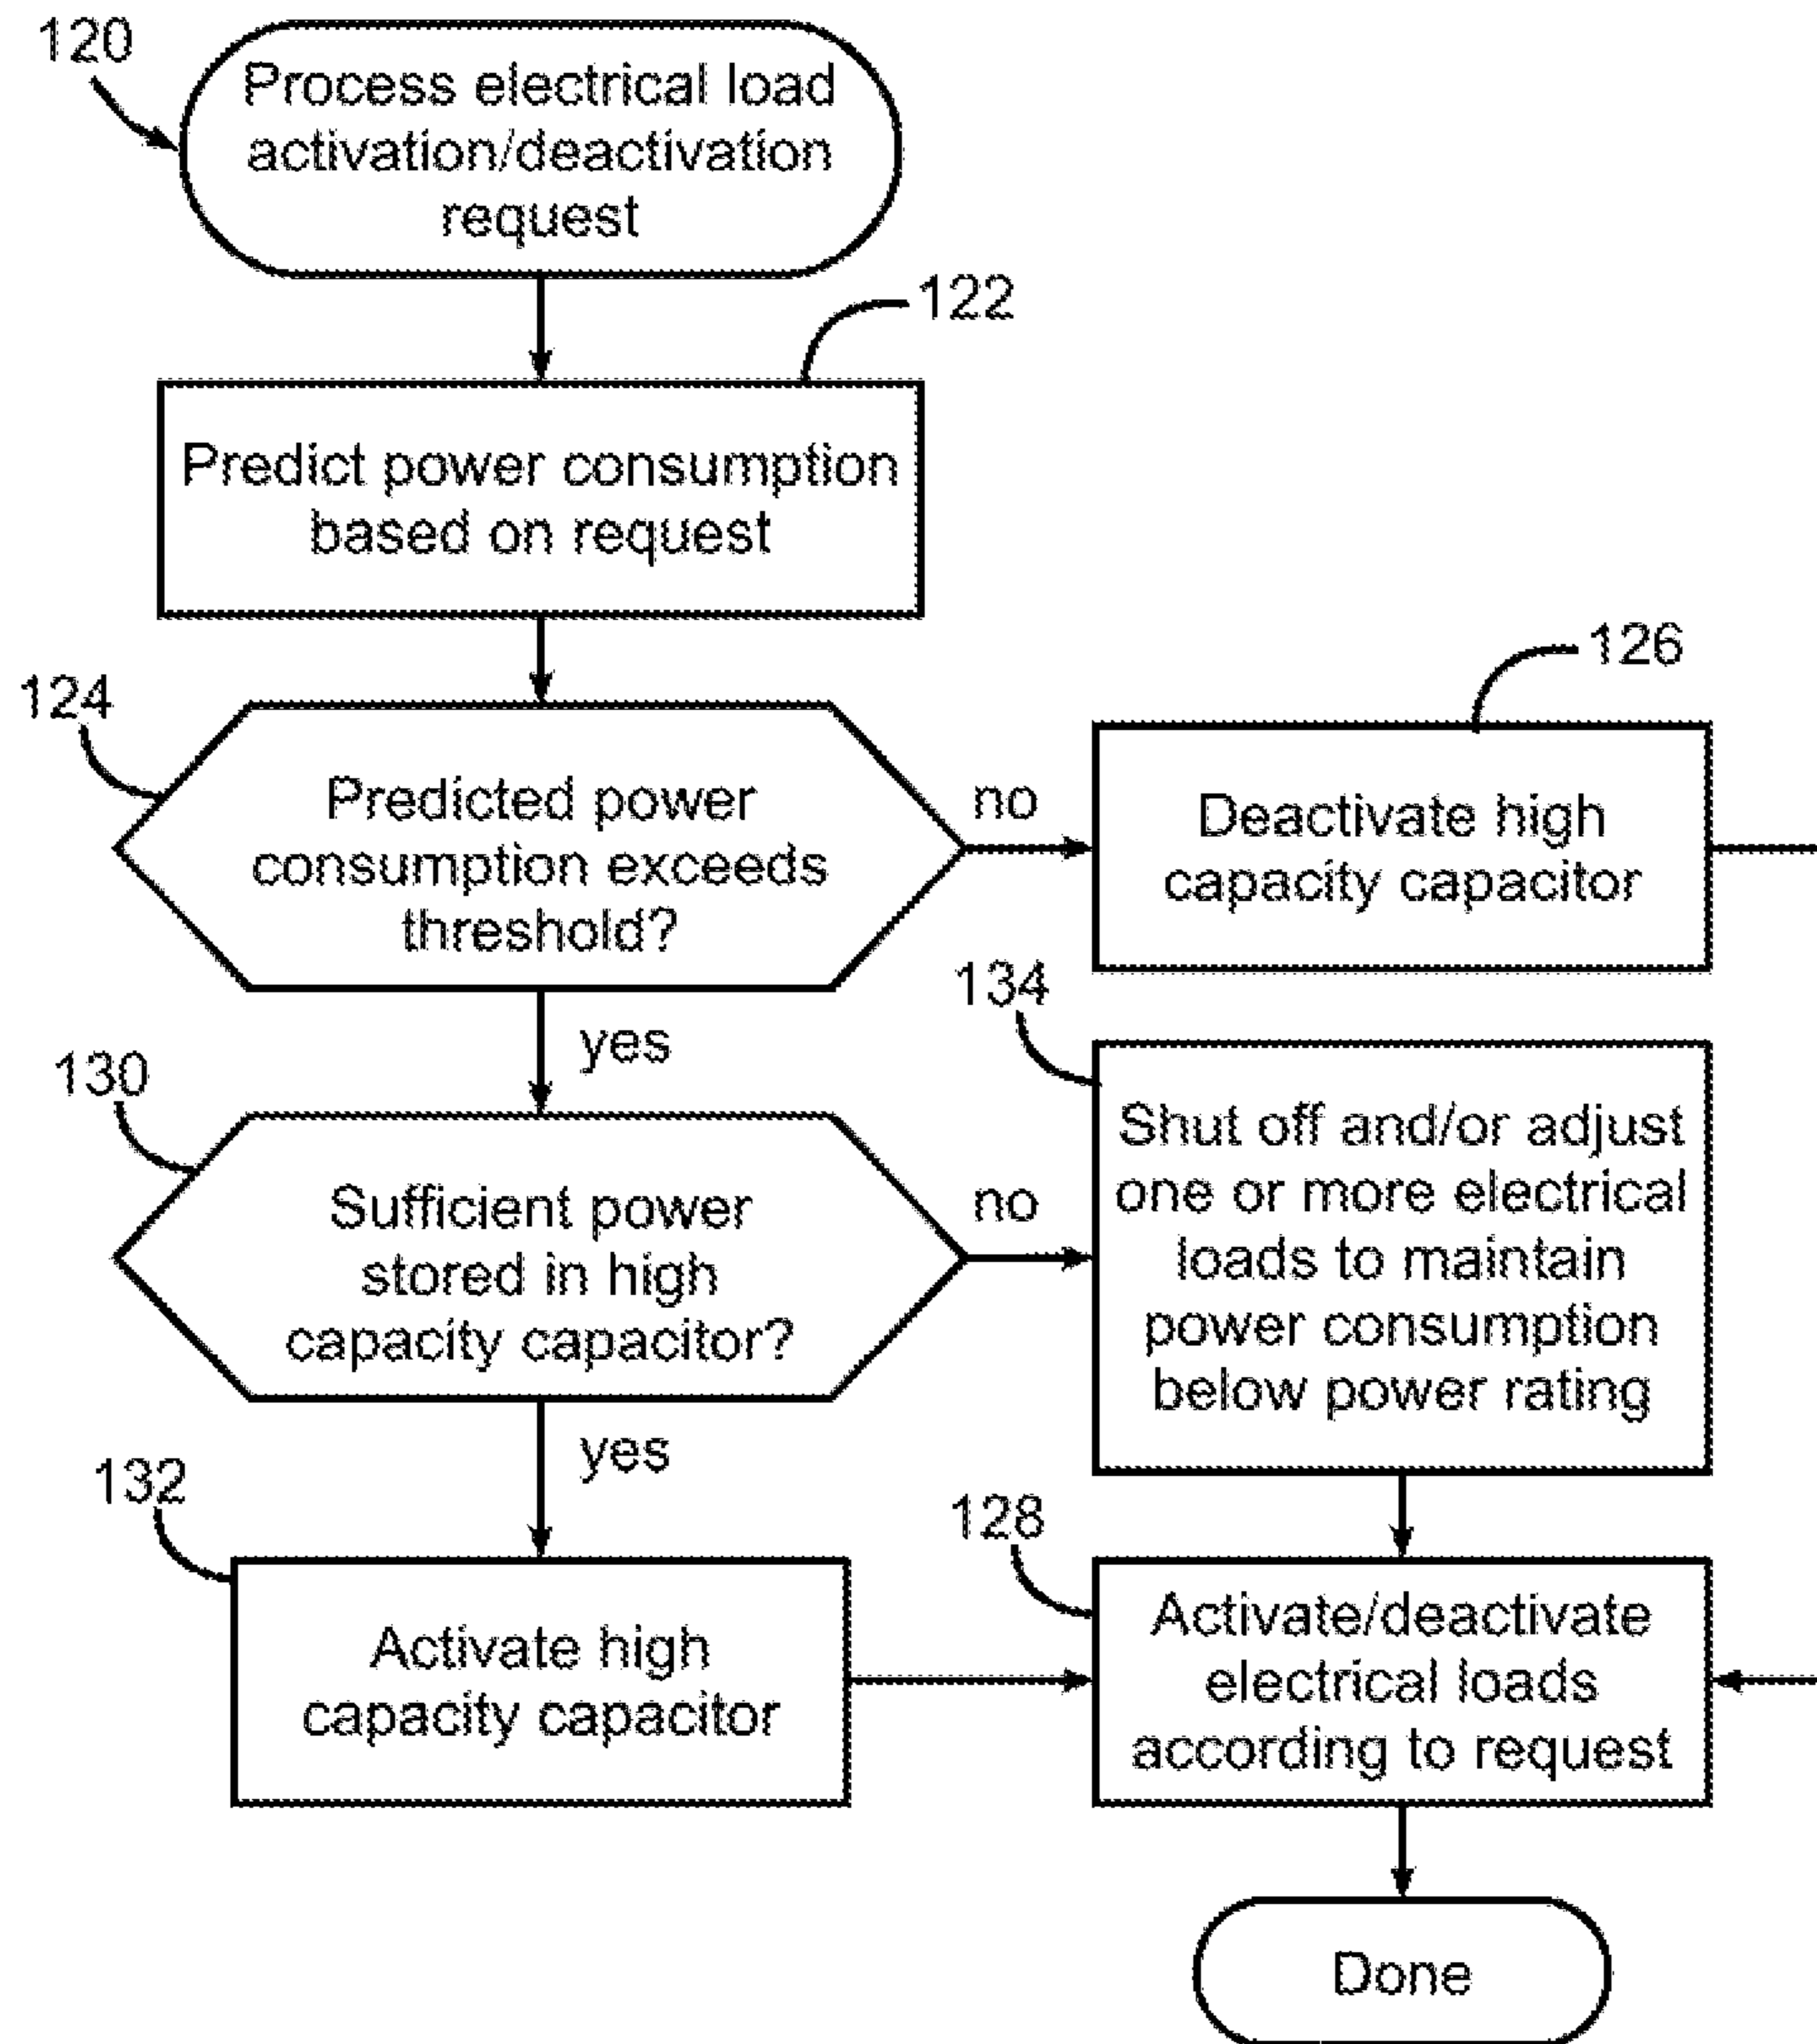 120
Process electrical load
activation/deactivation
request
122
Predict power consumption
based on request
124
Predicted power
consumption exceeds
threshold?
no
126
Deactivate high
capacity capacitor
yes
130
Sufficient power
stored in high
capacity capacitor?
no
134
Shut off and/or adjust
one or more electrical
loads to maintain
power consumption
below power rating
yes
132
Activate high
capacity capacitor
128
Activate/deactivate
electrical loads
according to request
Done